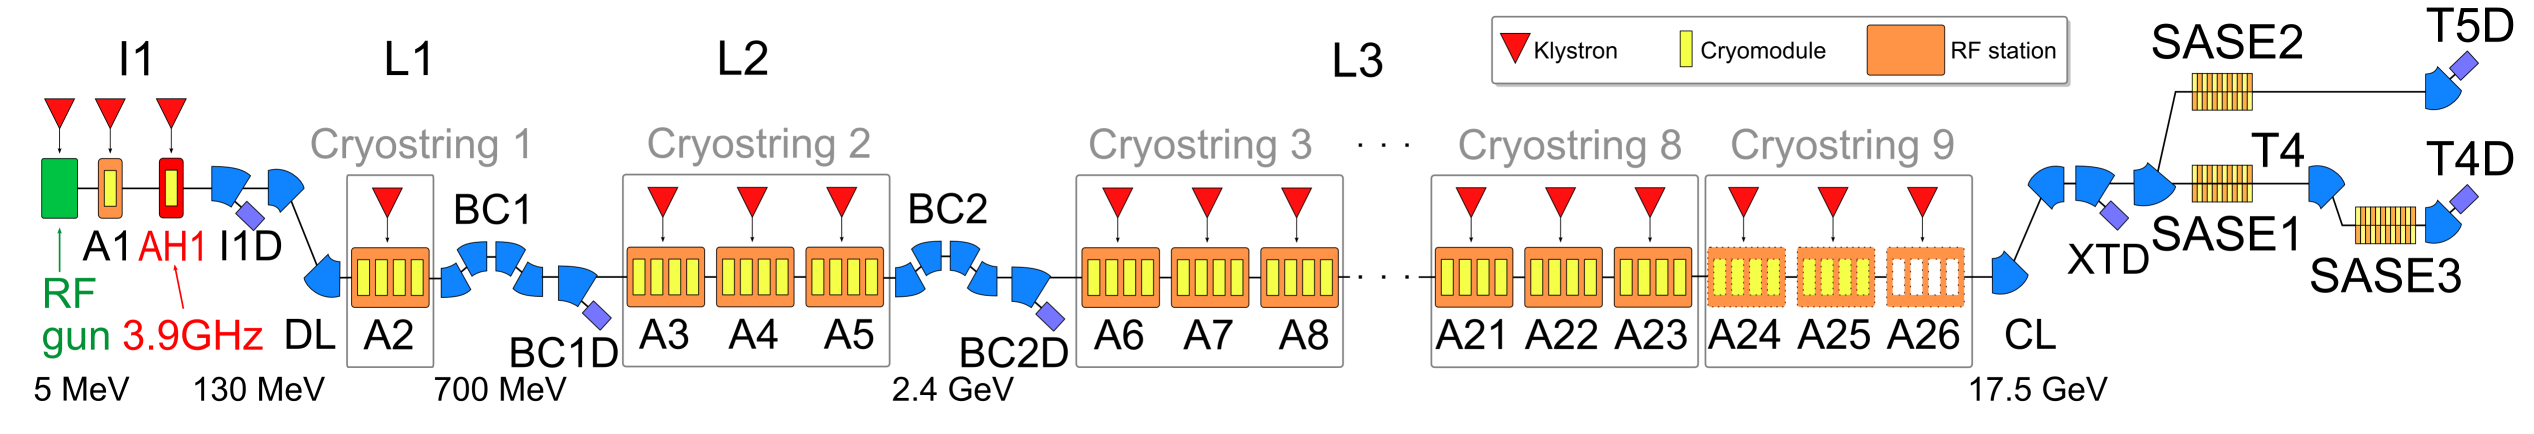 I1
L1
L2
L3
Klystron
Cryomodule
RF station
SASE2
T5D
Cryostring 1
Cryostring 2
Cryostring 3
. . .
Cryostring 8
Cryostring 9
T4
T4D
A1
AH1
I1D
BC1
BC2
XTD
SASE1
SASE3
RF
gun
3.9GHz
DL
A2
BC1D
A3
A4
A5
BC2D
A6
A7
A8
. . .
A21
A22
A23
A24
A25
A26
CL
5 MeV
130 MeV
700 MeV
2.4 GeV
17.5 GeV